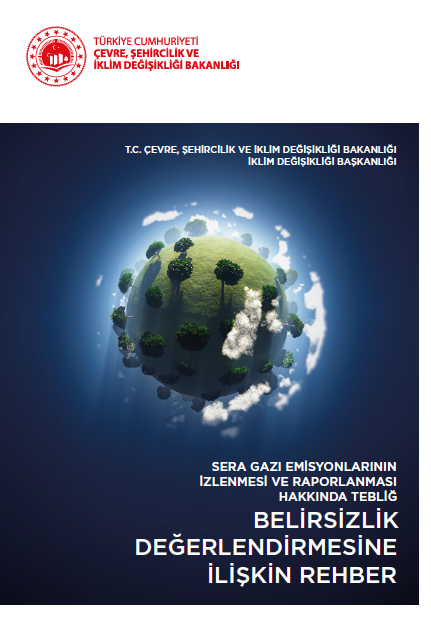 TÜRKİYE CUMHURİYETİ
ÇEVRE, ŞEHİRCİLİK VE
İKLİM DEĞİŞİKLİĞİ BAKANLIĞI
T.C. ÇEVRE, ŞEHİRCİLİK VE İKLİM DEĞİŞİKLİĞİ BAKANLIĞI
İKLİM DEĞİŞİKLİĞİ BAŞKANLIĞI
SERA GAZI EMİSYONLARININ
İZLENMESİ VE RAPORLANMASI
HAKKINDA TEBLİĞ
BELİRSİZLİK
DEĞERLENDİRMESİNE
İLİŞKİN REHBER